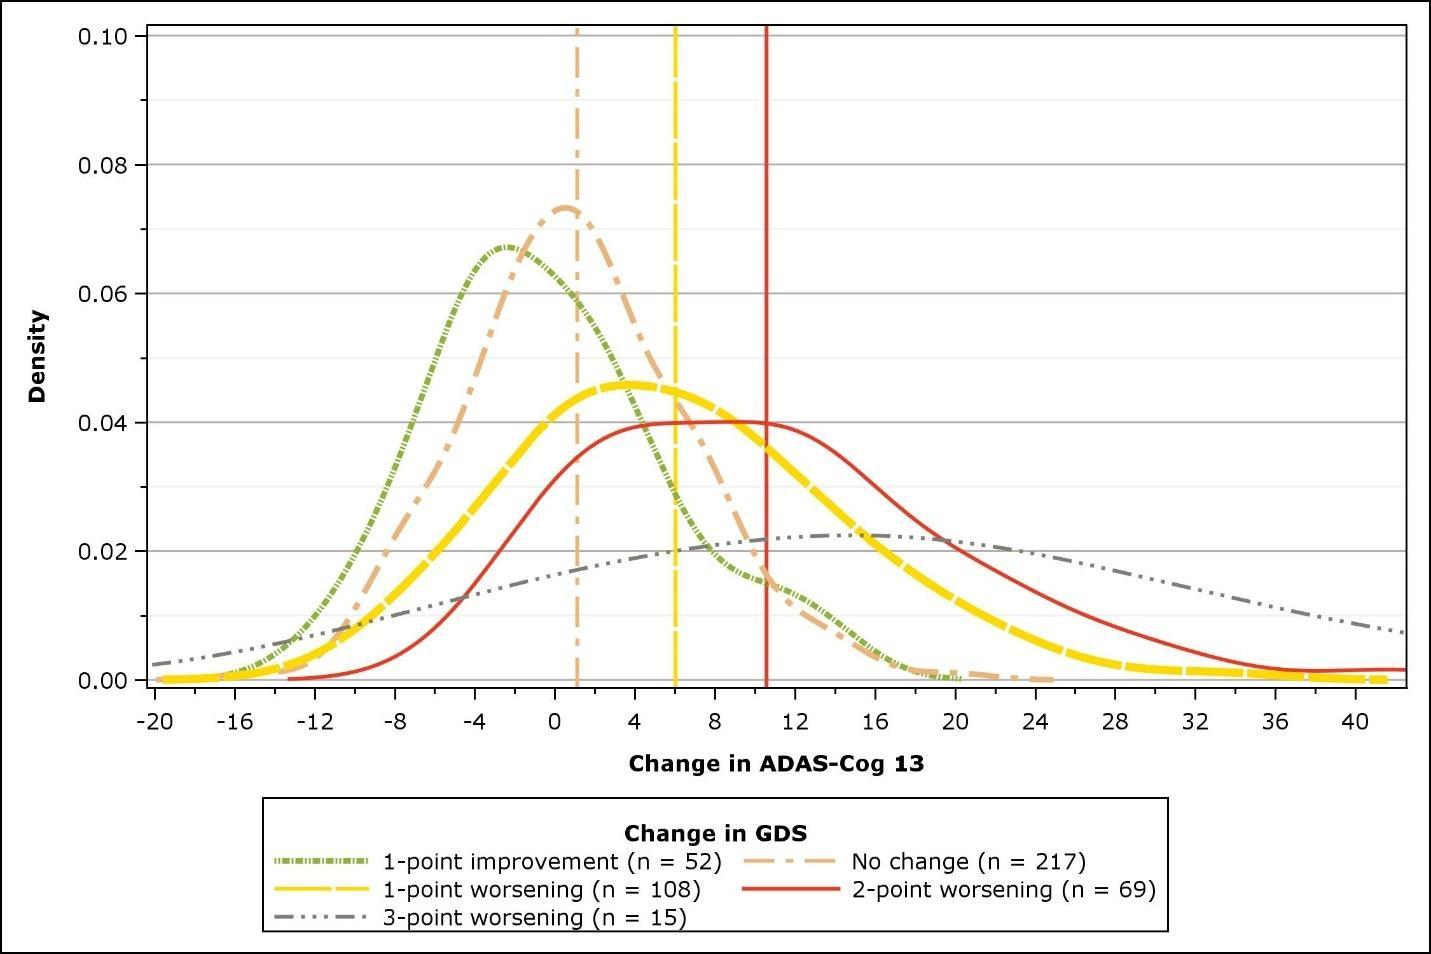 0.10
0.08
0.06
0.04
0.02
0.00
Density
-20 -16 -12 -8 -4 0 4 8 12 16 20 24 28 32 36 40
Change in ADAS-Cog 13
Change in GDS
1-point improvement (n = 52) No change (n = 217)
1-point worsening (n = 108) 2-point worsening (n = 69)
3-point worsening (n = 15)